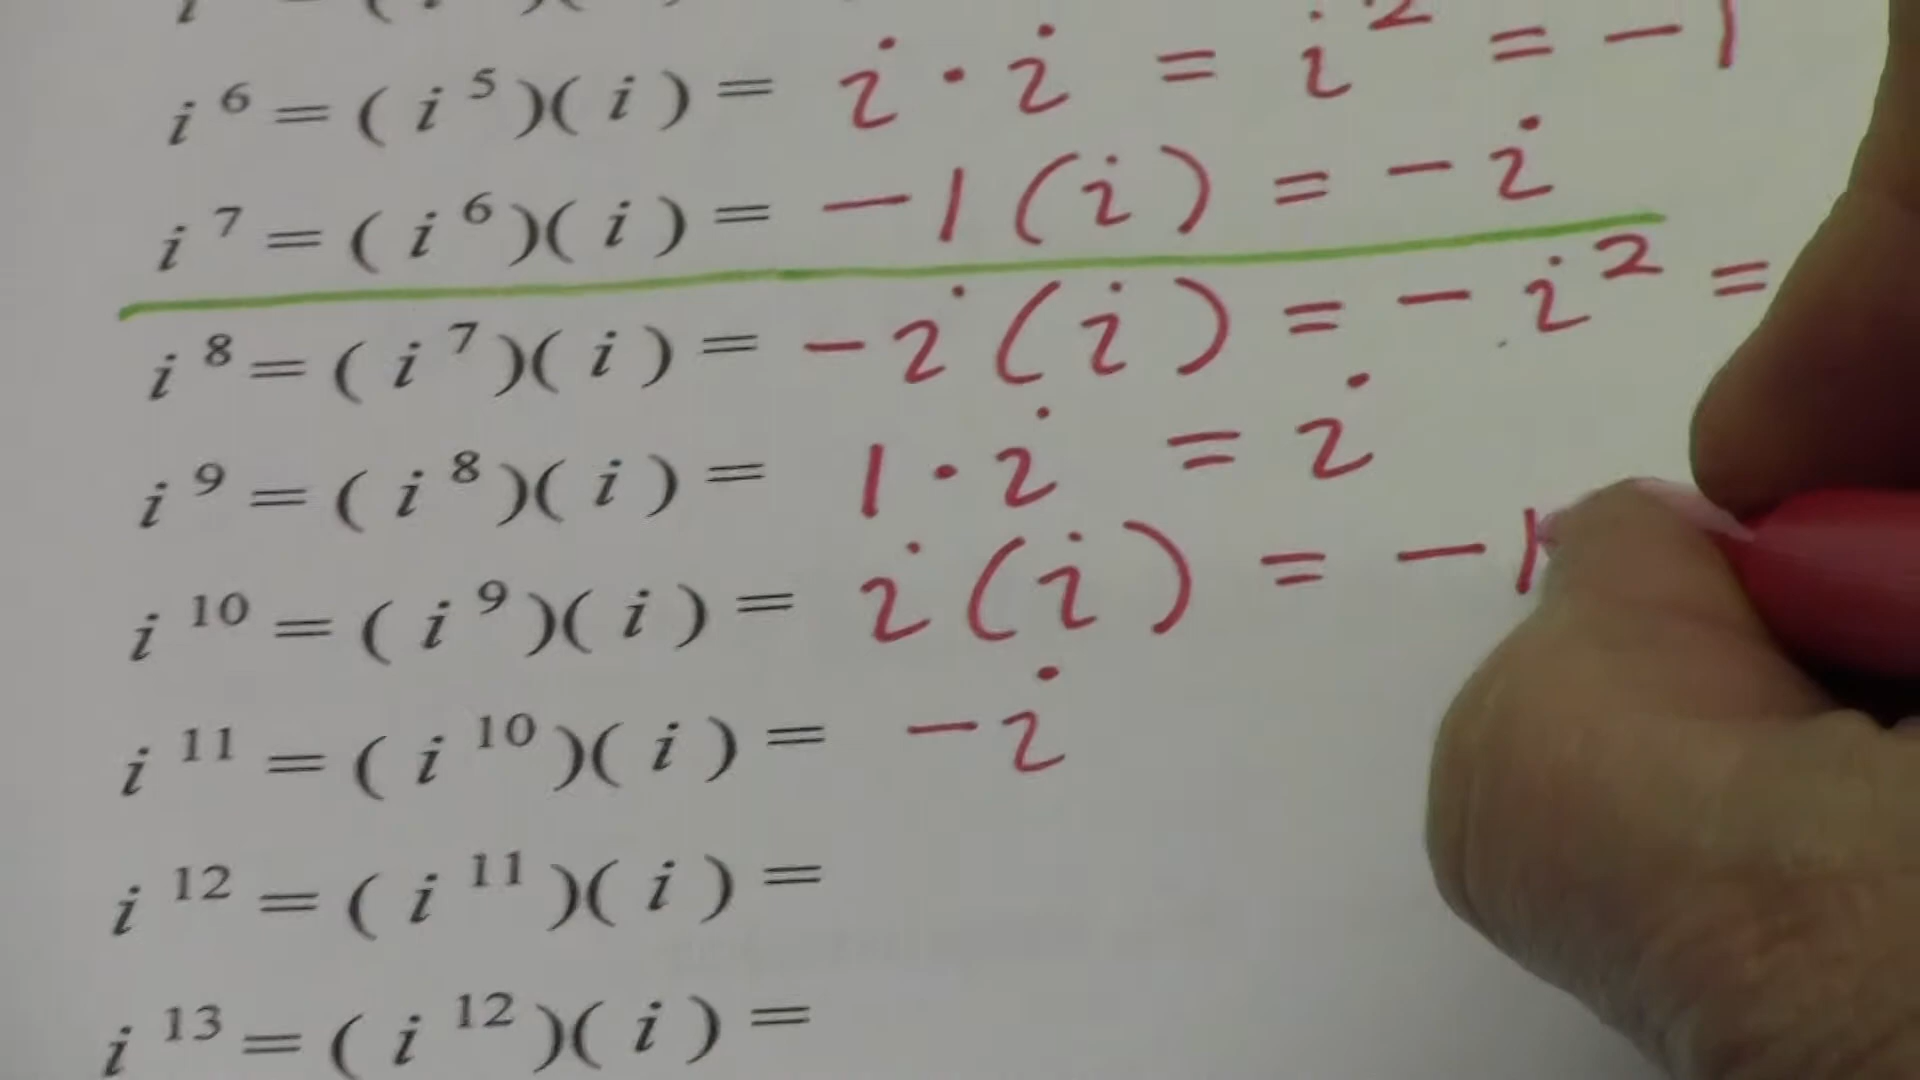 i⁶ = ( i⁵ )( i ) = i · i = i² = − 1
i⁷ = ( i⁶ )( i ) = − 1 ( i ) = − i
i⁸ = ( i⁷ )( i ) = − i ( i ) = − i² =
i⁹ = ( i⁸ )( i ) = 1 · i = i
i¹⁰ = ( i⁹ )( i ) = i ( i ) = − 1
i¹¹ = ( i¹⁰ )( i ) = − i
i¹² = ( i¹¹ )( i ) =
i¹³ = ( i¹² )( i ) =